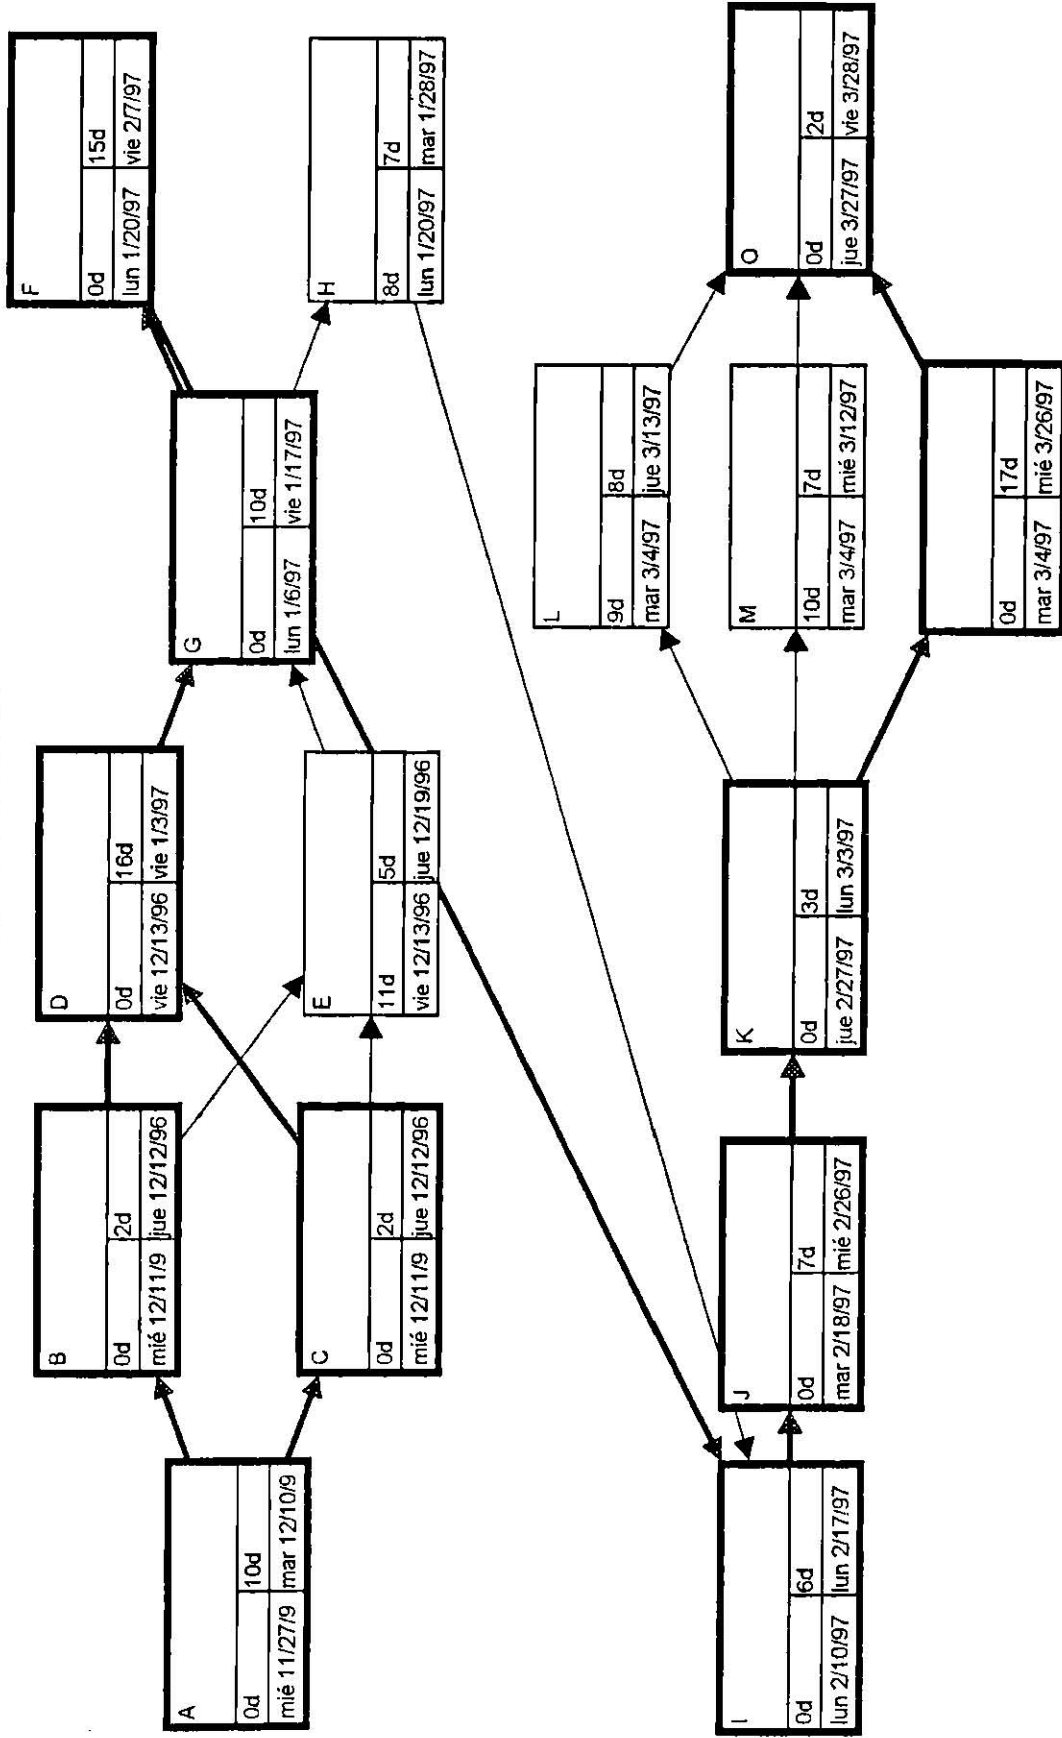 A
0d 10d
mié 11/27/9 mar 12/10/9
B
0d 2d
mié 12/11/9 jue 12/12/96
C
0d 2d
mié 12/11/9 jue 12/12/96
D
0d 16d
vie 12/13/96 vie 1/3/97
E
11d 5d
vie 12/13/96 jue 12/19/96
G
0d 10d
lun 1/6/97 vie 1/17/97
F
0d 15d
lun 1/20/97 vie 2/7/97
H
8d 7d
lun 1/20/97 mar 1/28/97
I
0d 6d
lun 2/10/97 lun 2/17/97
J
0d 7d
mar 2/18/97 mié 2/26/97
K
0d 3d
jue 2/27/97 lun 3/3/97
L
9d 8d
mar 3/4/97 jue 3/13/97
M
10d 7d
mar 3/4/97 mié 3/12/97
0d 17d
mar 3/4/97 mié 3/26/97
O
0d 2d
jue 3/27/97 vie 3/28/97